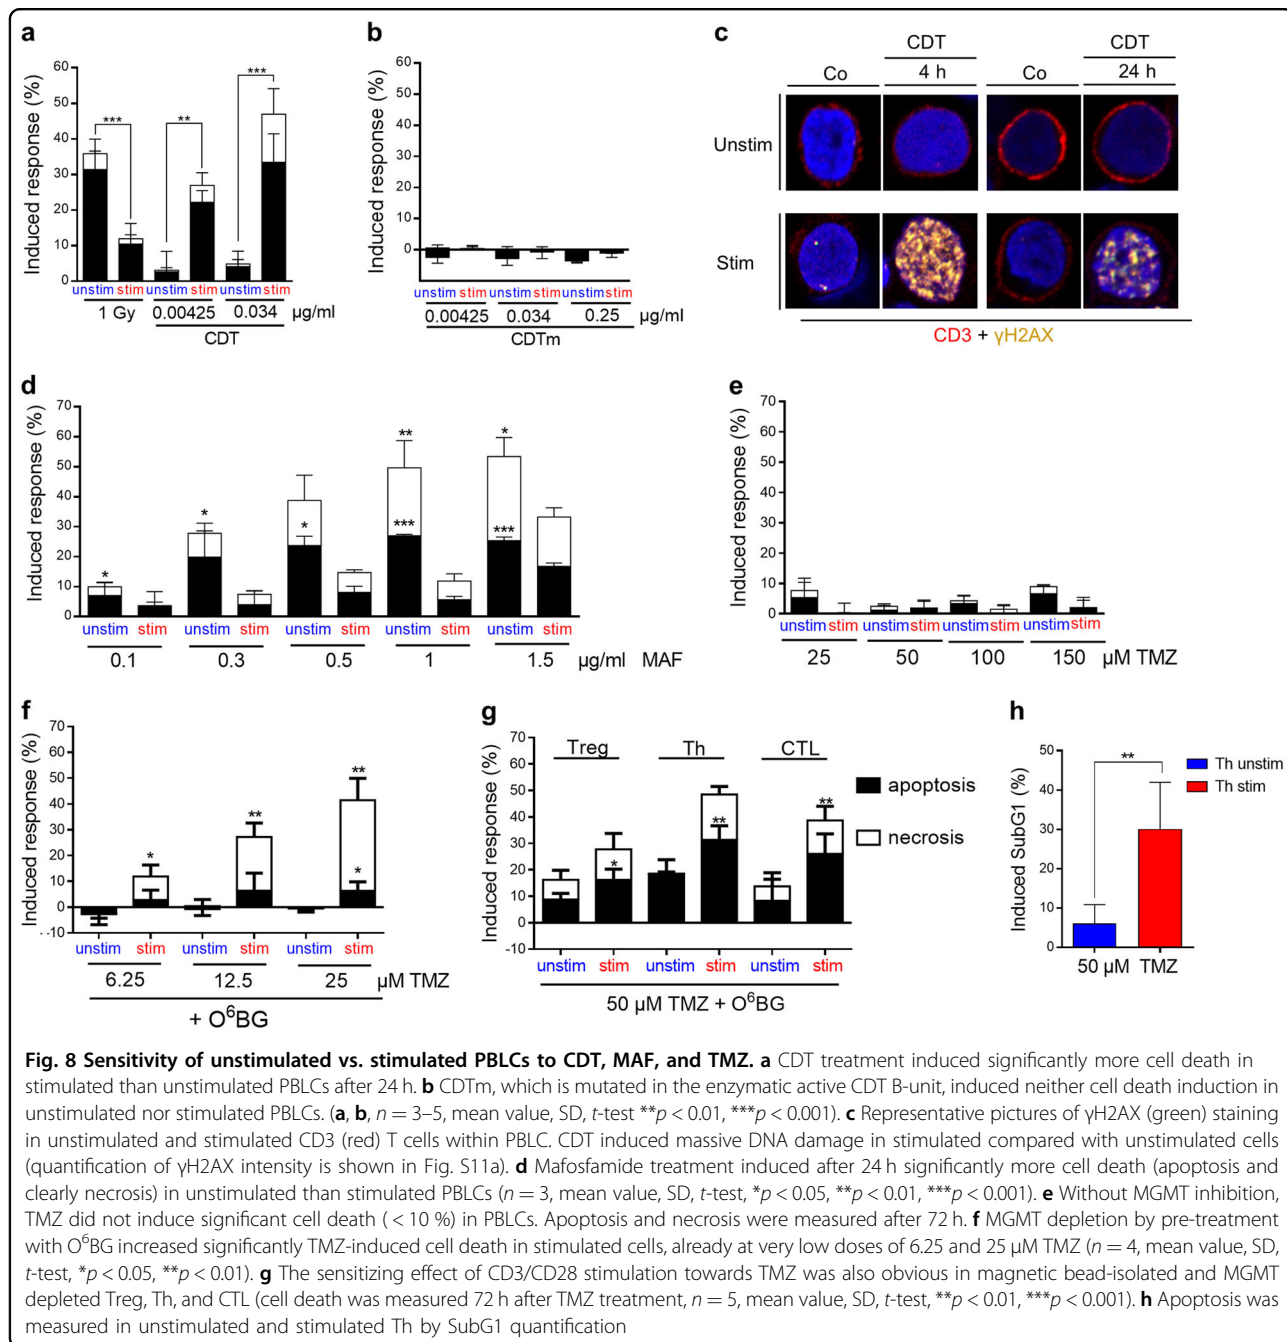 a
Induced response (%)
60
50
40
30
20
10
0
***
**
***
unstim stim unstim stim unstim stim
1 Gy 0.00425 0.034 µg/ml
CDT
b
Induced response (%)
60
50
40
30
20
10
0
unstim stim unstim stim unstim stim
0.00425 0.034 0.25 µg/ml
CDTm
c
CDT CDT
Co 4 h Co 24 h
Unstim
Stim
CD3 + γH2AX
d
Induced response (%)
70
60
50
40
30
20
10
0
* * * ** *** * ***
unstim stim unstim stim unstim stim unstim stim unstim stim
0.1 0.3 0.5 1 1.5 µg/ml MAF
e
Induced response (%)
70
60
50
40
30
20
10
0
unstim stim unstim stim unstim stim unstim stim
25 50 100 150 µM TMZ
f
Induced response (%)
70
60
50
40
30
20
10
0
-10
* ** ** *
unstim stim unstim stim unstim stim
6.25 12.5 25 µM TMZ
+ O⁶BG
g
Induced response (%)
70
60
50
40
30
20
10
0
-10
Treg Th CTL
* ** **
unstim stim unstim stim unstim stim
50 µM TMZ + O⁶BG
apoptosis
necrosis
h
Induced SubG1 (%)
50
40
30
20
10
0
**
50 µM TMZ
Th unstim
Th stim
Fig. 8 Sensitivity of unstimulated vs. stimulated PBLCs to CDT, MAF, and TMZ. a CDT treatment induced significantly more cell death in
stimulated than unstimulated PBLCs after 24 h. b CDTm, which is mutated in the enzymatic active CDT B-unit, induced neither cell death induction in
unstimulated nor stimulated PBLCs. (a, b, n = 3–5, mean value, SD, t-test **p < 0.01, ***p < 0.001). c Representative pictures of γH2AX (green) staining
in unstimulated and stimulated CD3 (red) T cells within PBLC. CDT induced massive DNA damage in stimulated compared with unstimulated cells
(quantification of γH2AX intensity is shown in Fig. S11a). d Mafosfamide treatment induced after 24 h significantly more cell death (apoptosis and
clearly necrosis) in unstimulated than stimulated PBLCs (n = 3, mean value, SD, t-test, *p < 0.05, **p < 0.01, ***p < 0.001). e Without MGMT inhibition,
TMZ did not induce significant cell death ( < 10 %) in PBLCs. Apoptosis and necrosis were measured after 72 h. f MGMT depletion by pre-treatment
with O⁶BG increased significantly TMZ-induced cell death in stimulated cells, already at very low doses of 6.25 and 25 µM TMZ (n = 4, mean value, SD,
t-test, *p < 0.05, **p < 0.01). g The sensitizing effect of CD3/CD28 stimulation towards TMZ was also obvious in magnetic bead-isolated and MGMT
depleted Treg, Th, and CTL (cell death was measured 72 h after TMZ treatment, n = 5, mean value, SD, t-test, **p < 0.01, ***p < 0.001). h Apoptosis was
measured in unstimulated and stimulated Th by SubG1 quantification